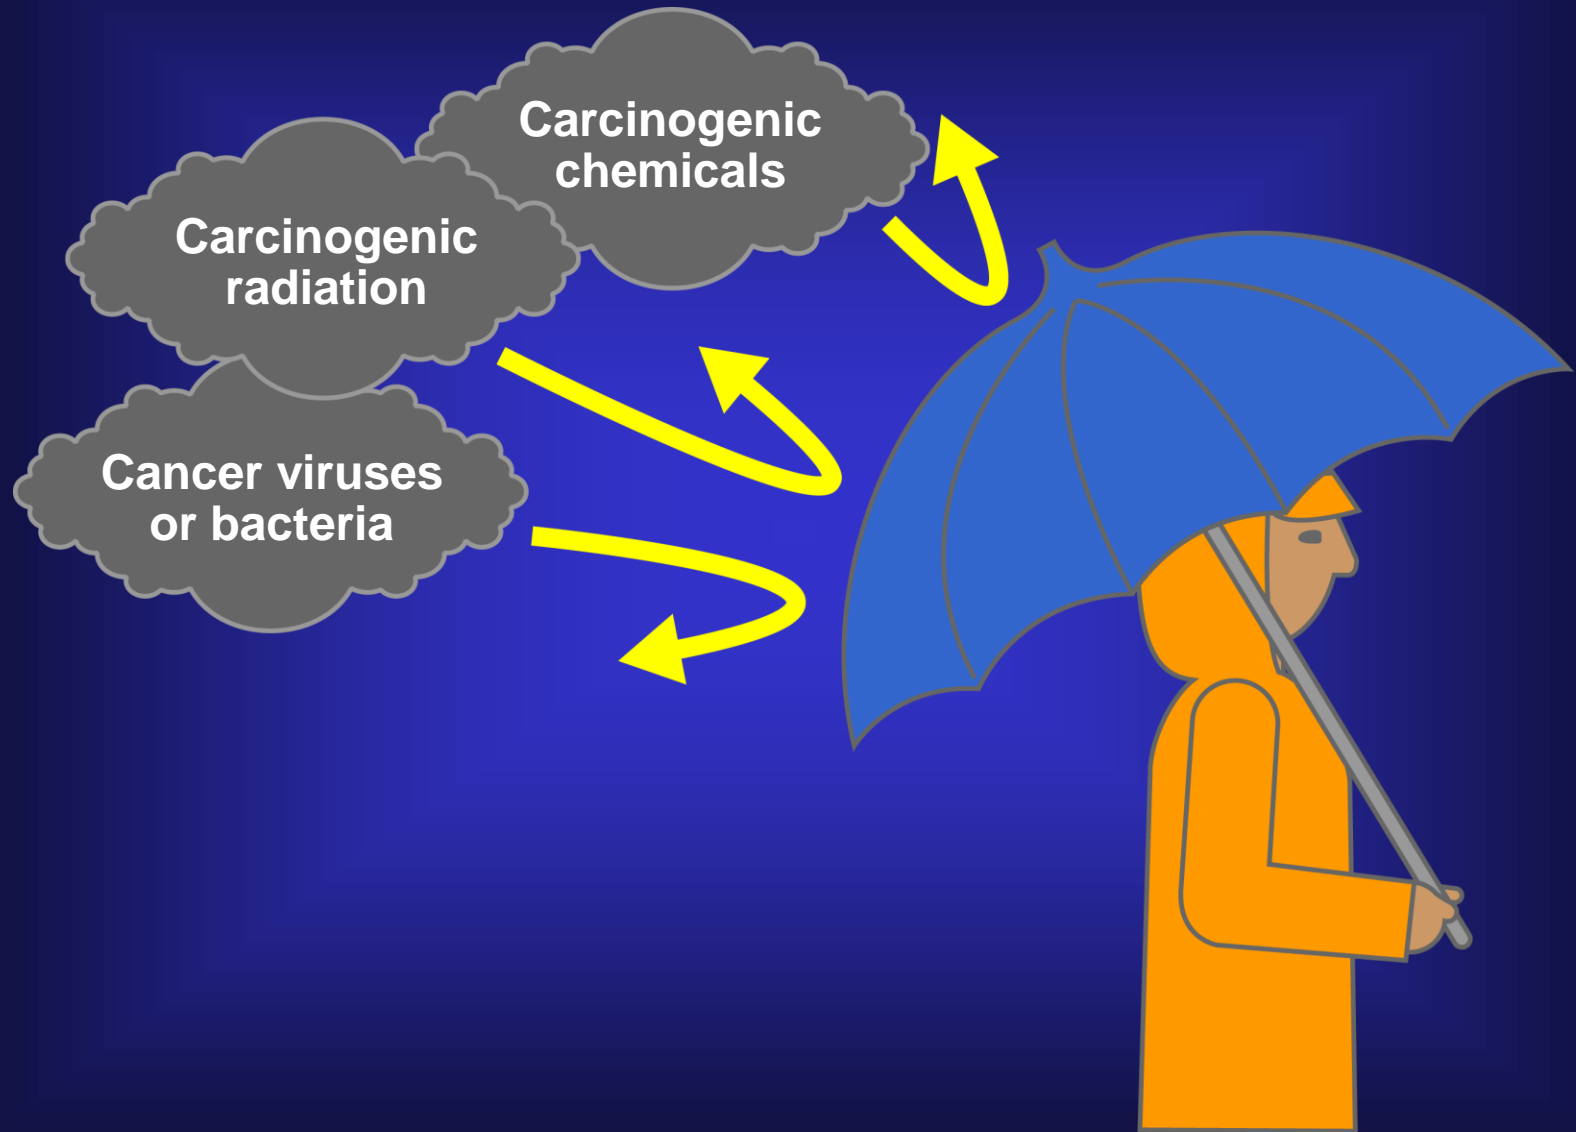 Carcinogenic
chemicals
Carcinogenic
radiation
Cancer viruses
or bacteria